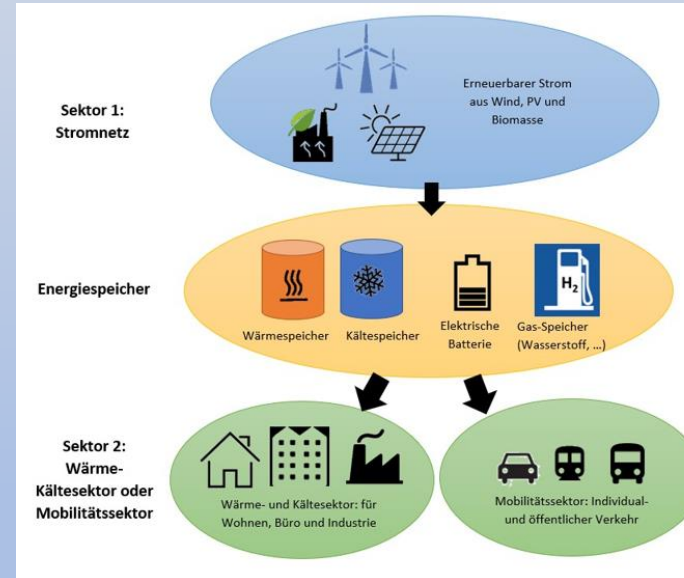 Sektor 1:
Stromnetz
Erneuerbarer Strom
aus Wind, PV und
Biomasse
Energiespeicher
Wärmespeicher
Kältespeicher
Elektrische
Batterie
H2
Gas-Speicher
(Wasserstoff, ...)
Sektor 2:
Wärme-
Kältesektor oder
Mobilitätssektor
Wärme- und Kältesektor: für
Wohnen, Büro und Industrie
Mobilitätssektor: Individual-
und öffentlicher Verkehr